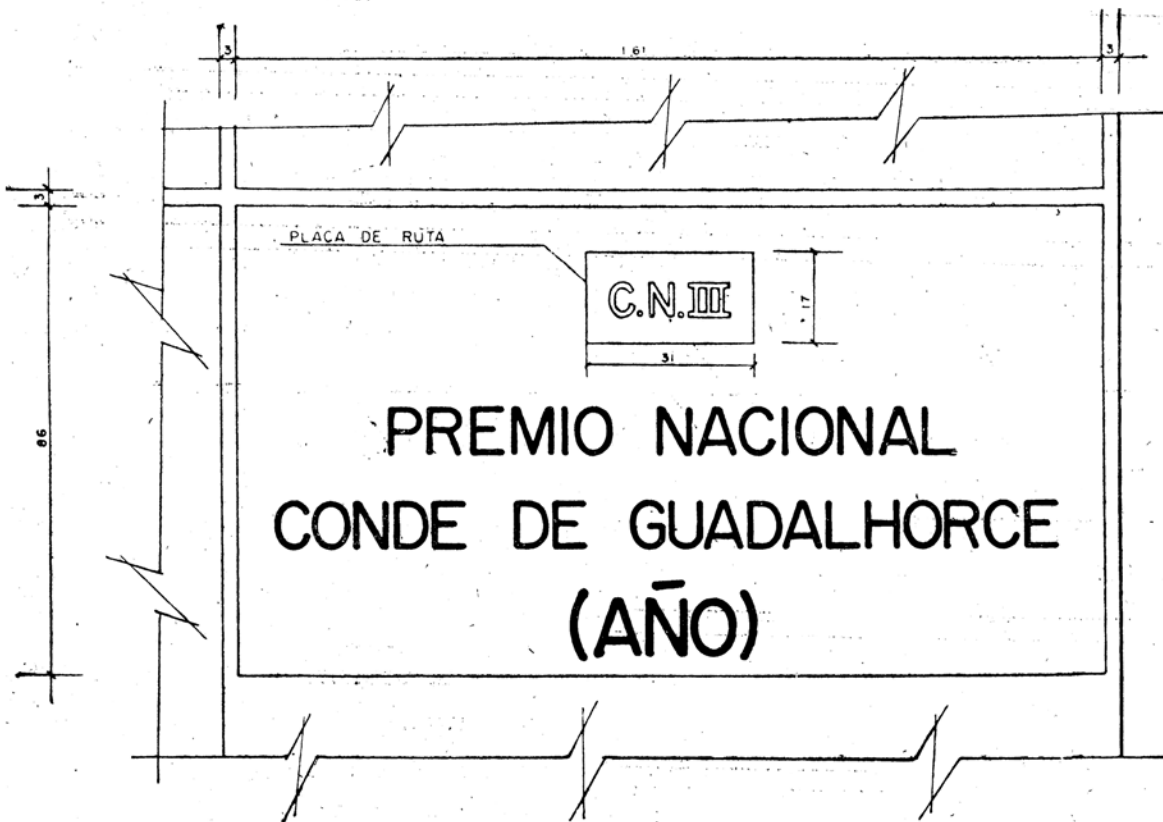 3 1.61 3
3
PLACA DE RUTA
C.N.III
17
31
86
PREMIO NACIONAL
CONDE DE GUADALHORCE
(AÑO)